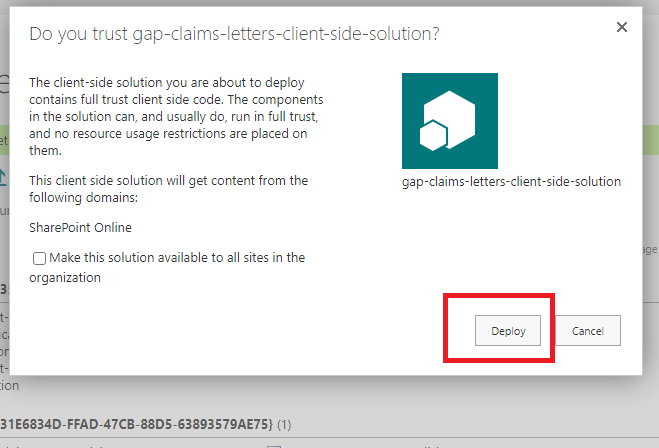 Do you trust gap-claims-letters-client-side-solution?
The client-side solution you are about to deploy
contains full trust client side code. The components
in the solution can, and usually do, run in full trust,
and no resource usage restrictions are placed on
them.
This client side solution will get content from the
following domains:
SharePoint Online
Make this solution available to all sites in the
organization
gap-claims-letters-client-side-solution
Deploy
Cancel
31E6834D-FFAD-47CB-88D5-63893579AE75} (1)